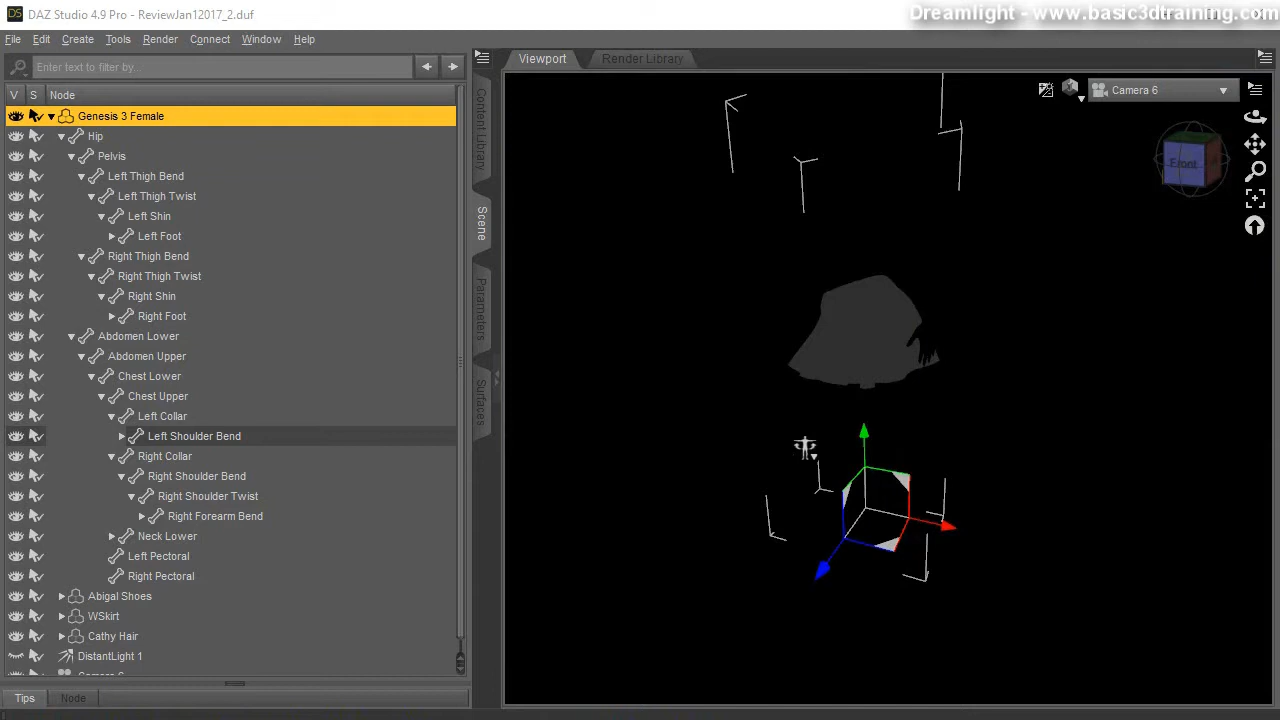 DAZ Studio 4.9 Pro - ReviewJan12017_2.duf
Dreamlight - www.basic3dtraining.com
File Edit Create Tools Render Connect Window Help
Enter text to filter by...
Viewport Render Library
V S Node
Camera 6
Genesis 3 Female
Hip
Pelvis
Left Thigh Bend
Left Thigh Twist
Left Shin
Left Foot
Right Thigh Bend
Right Thigh Twist
Right Shin
Right Foot
Abdomen Lower
Abdomen Upper
Chest Lower
Chest Upper
Left Collar
Left Shoulder Bend
Right Collar
Right Shoulder Bend
Right Shoulder Twist
Right Forearm Bend
Neck Lower
Left Pectoral
Right Pectoral
Abigal Shoes
WSkirt
Cathy Hair
DistantLight 1
Content Library
Scene
Parameters
Surfaces
Front
Tips Node